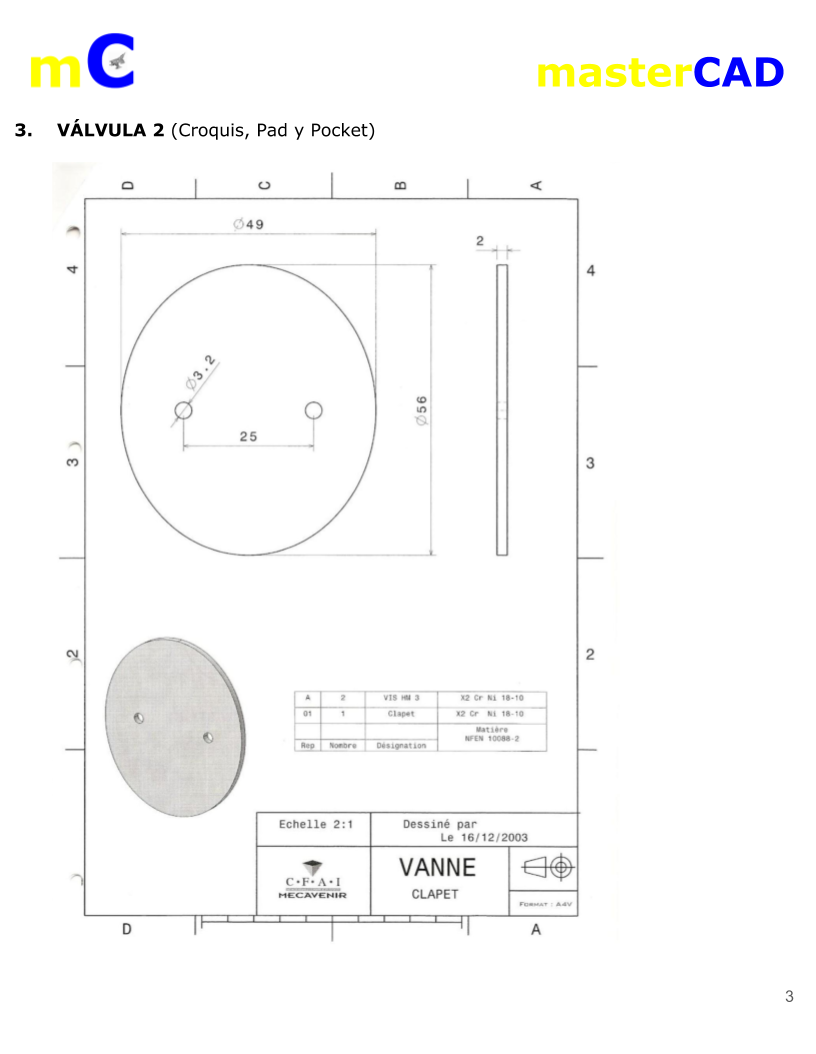 mC
masterCAD
3. VÁLVULA 2 (Croquis, Pad y Pocket)
D C B A
Ø49
2
4 4
Ø3.2
Ø56
25
3 3
2 2
A 2 VIS HM 3 X2 Cr Ni 18-10
01 1 Clapet X2 Cr Ni 18-10
Matière
NFEN 10088-2
Rep Nombre Désignation
Echelle 2:1
Dessiné par
Le 16/12/2003
C•F•A•I
MECAVENIR
VANNE
CLAPET
FORMAT : A4V
D A
3